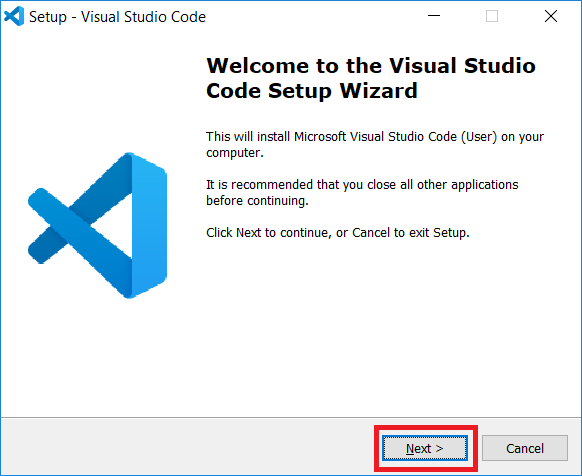 Setup - Visual Studio Code
Welcome to the Visual Studio
Code Setup Wizard
This will install Microsoft Visual Studio Code (User) on your
computer.
It is recommended that you close all other applications
before continuing.
Click Next to continue, or Cancel to exit Setup.
Next >
Cancel